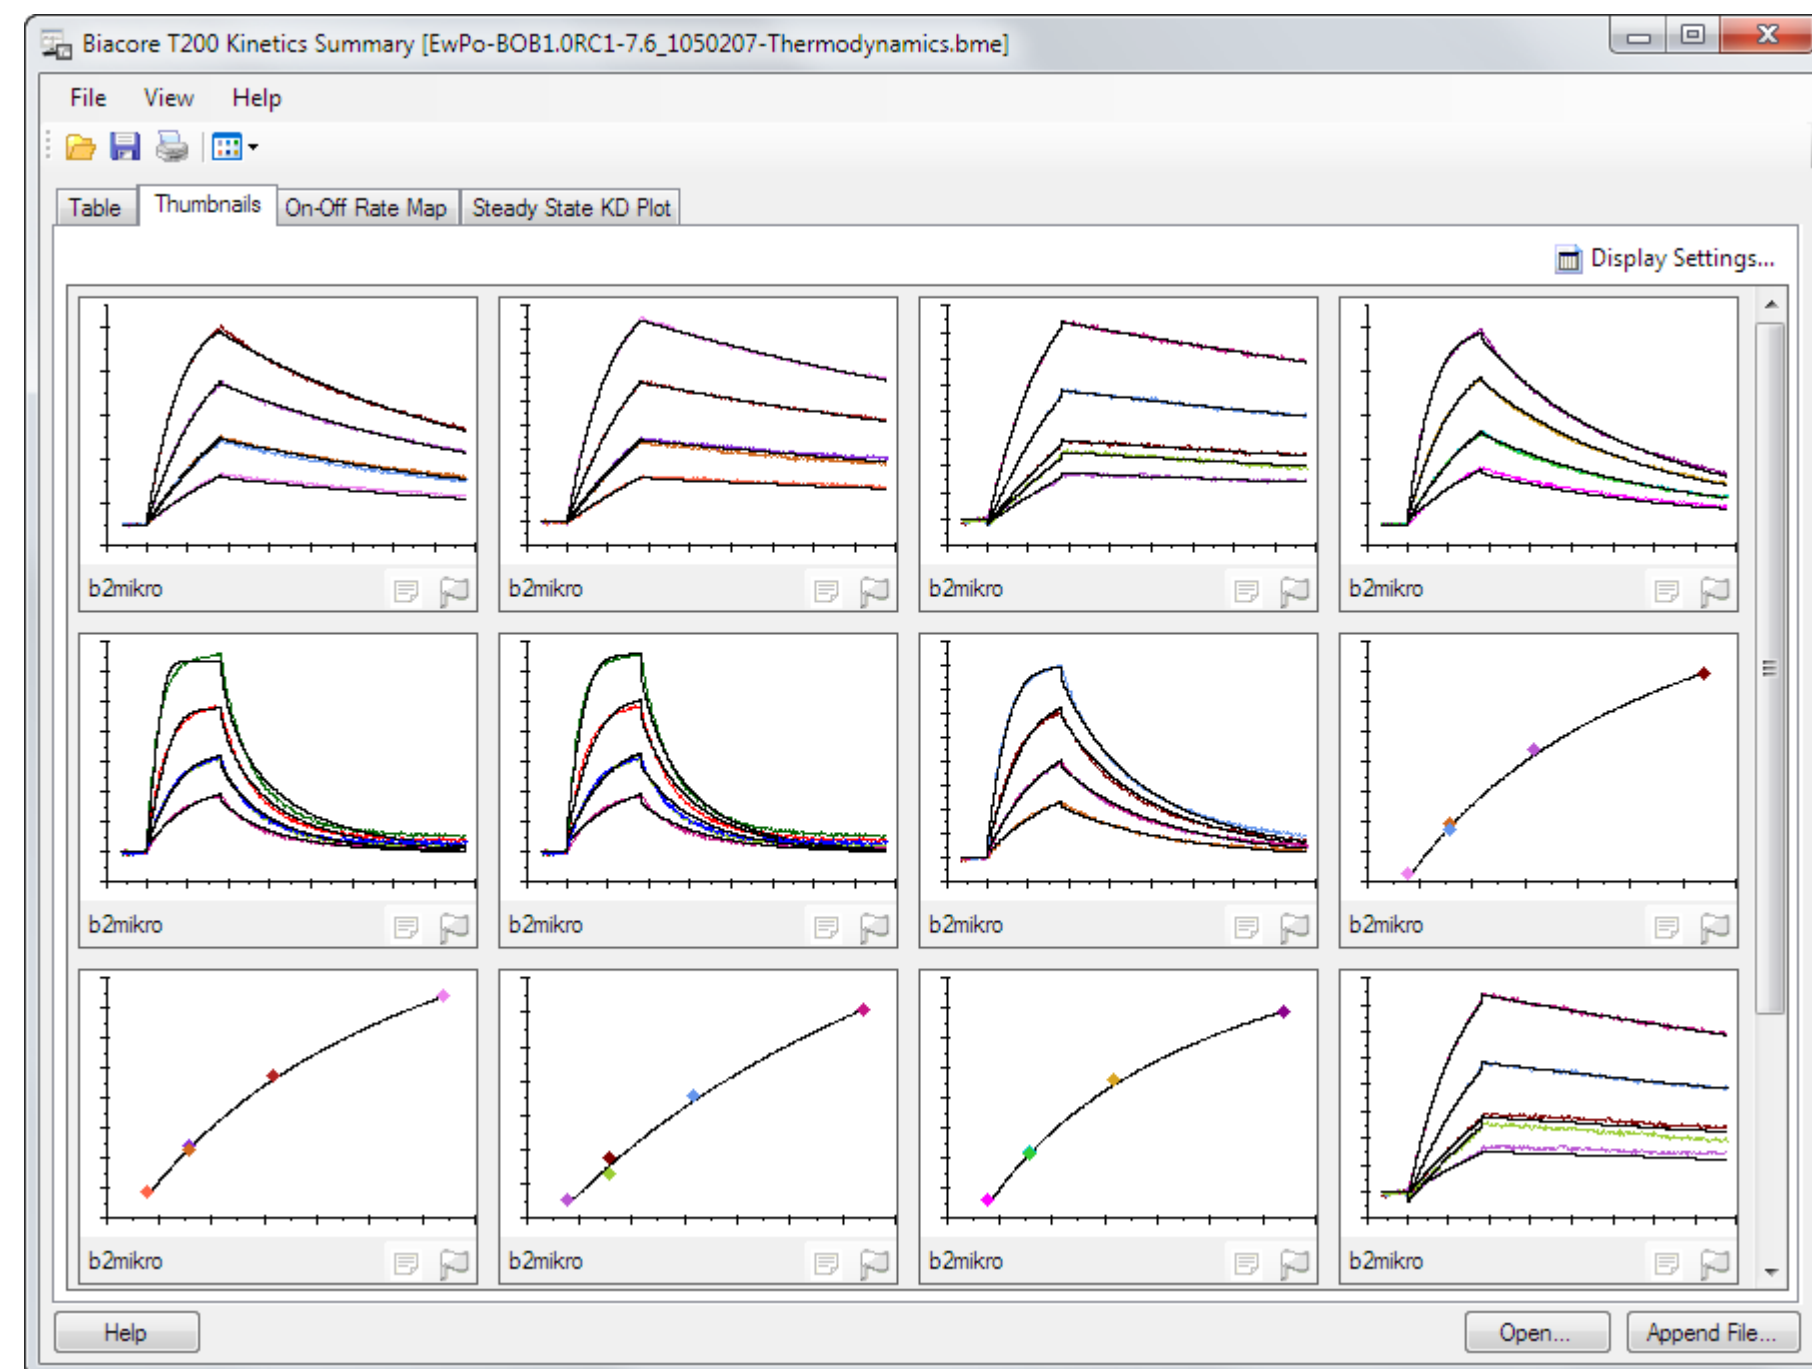 Biacore T200 Kinetics Summary [EwPo-BOB1.0RC1-7.6_1050207-Thermodynamics.bme]
File View Help
Table Thumbnails On-Off Rate Map Steady State KD Plot
Display Settings...
b2mikro b2mikro b2mikro b2mikro
b2mikro b2mikro b2mikro b2mikro
b2mikro b2mikro b2mikro b2mikro
Help Open... Append File...